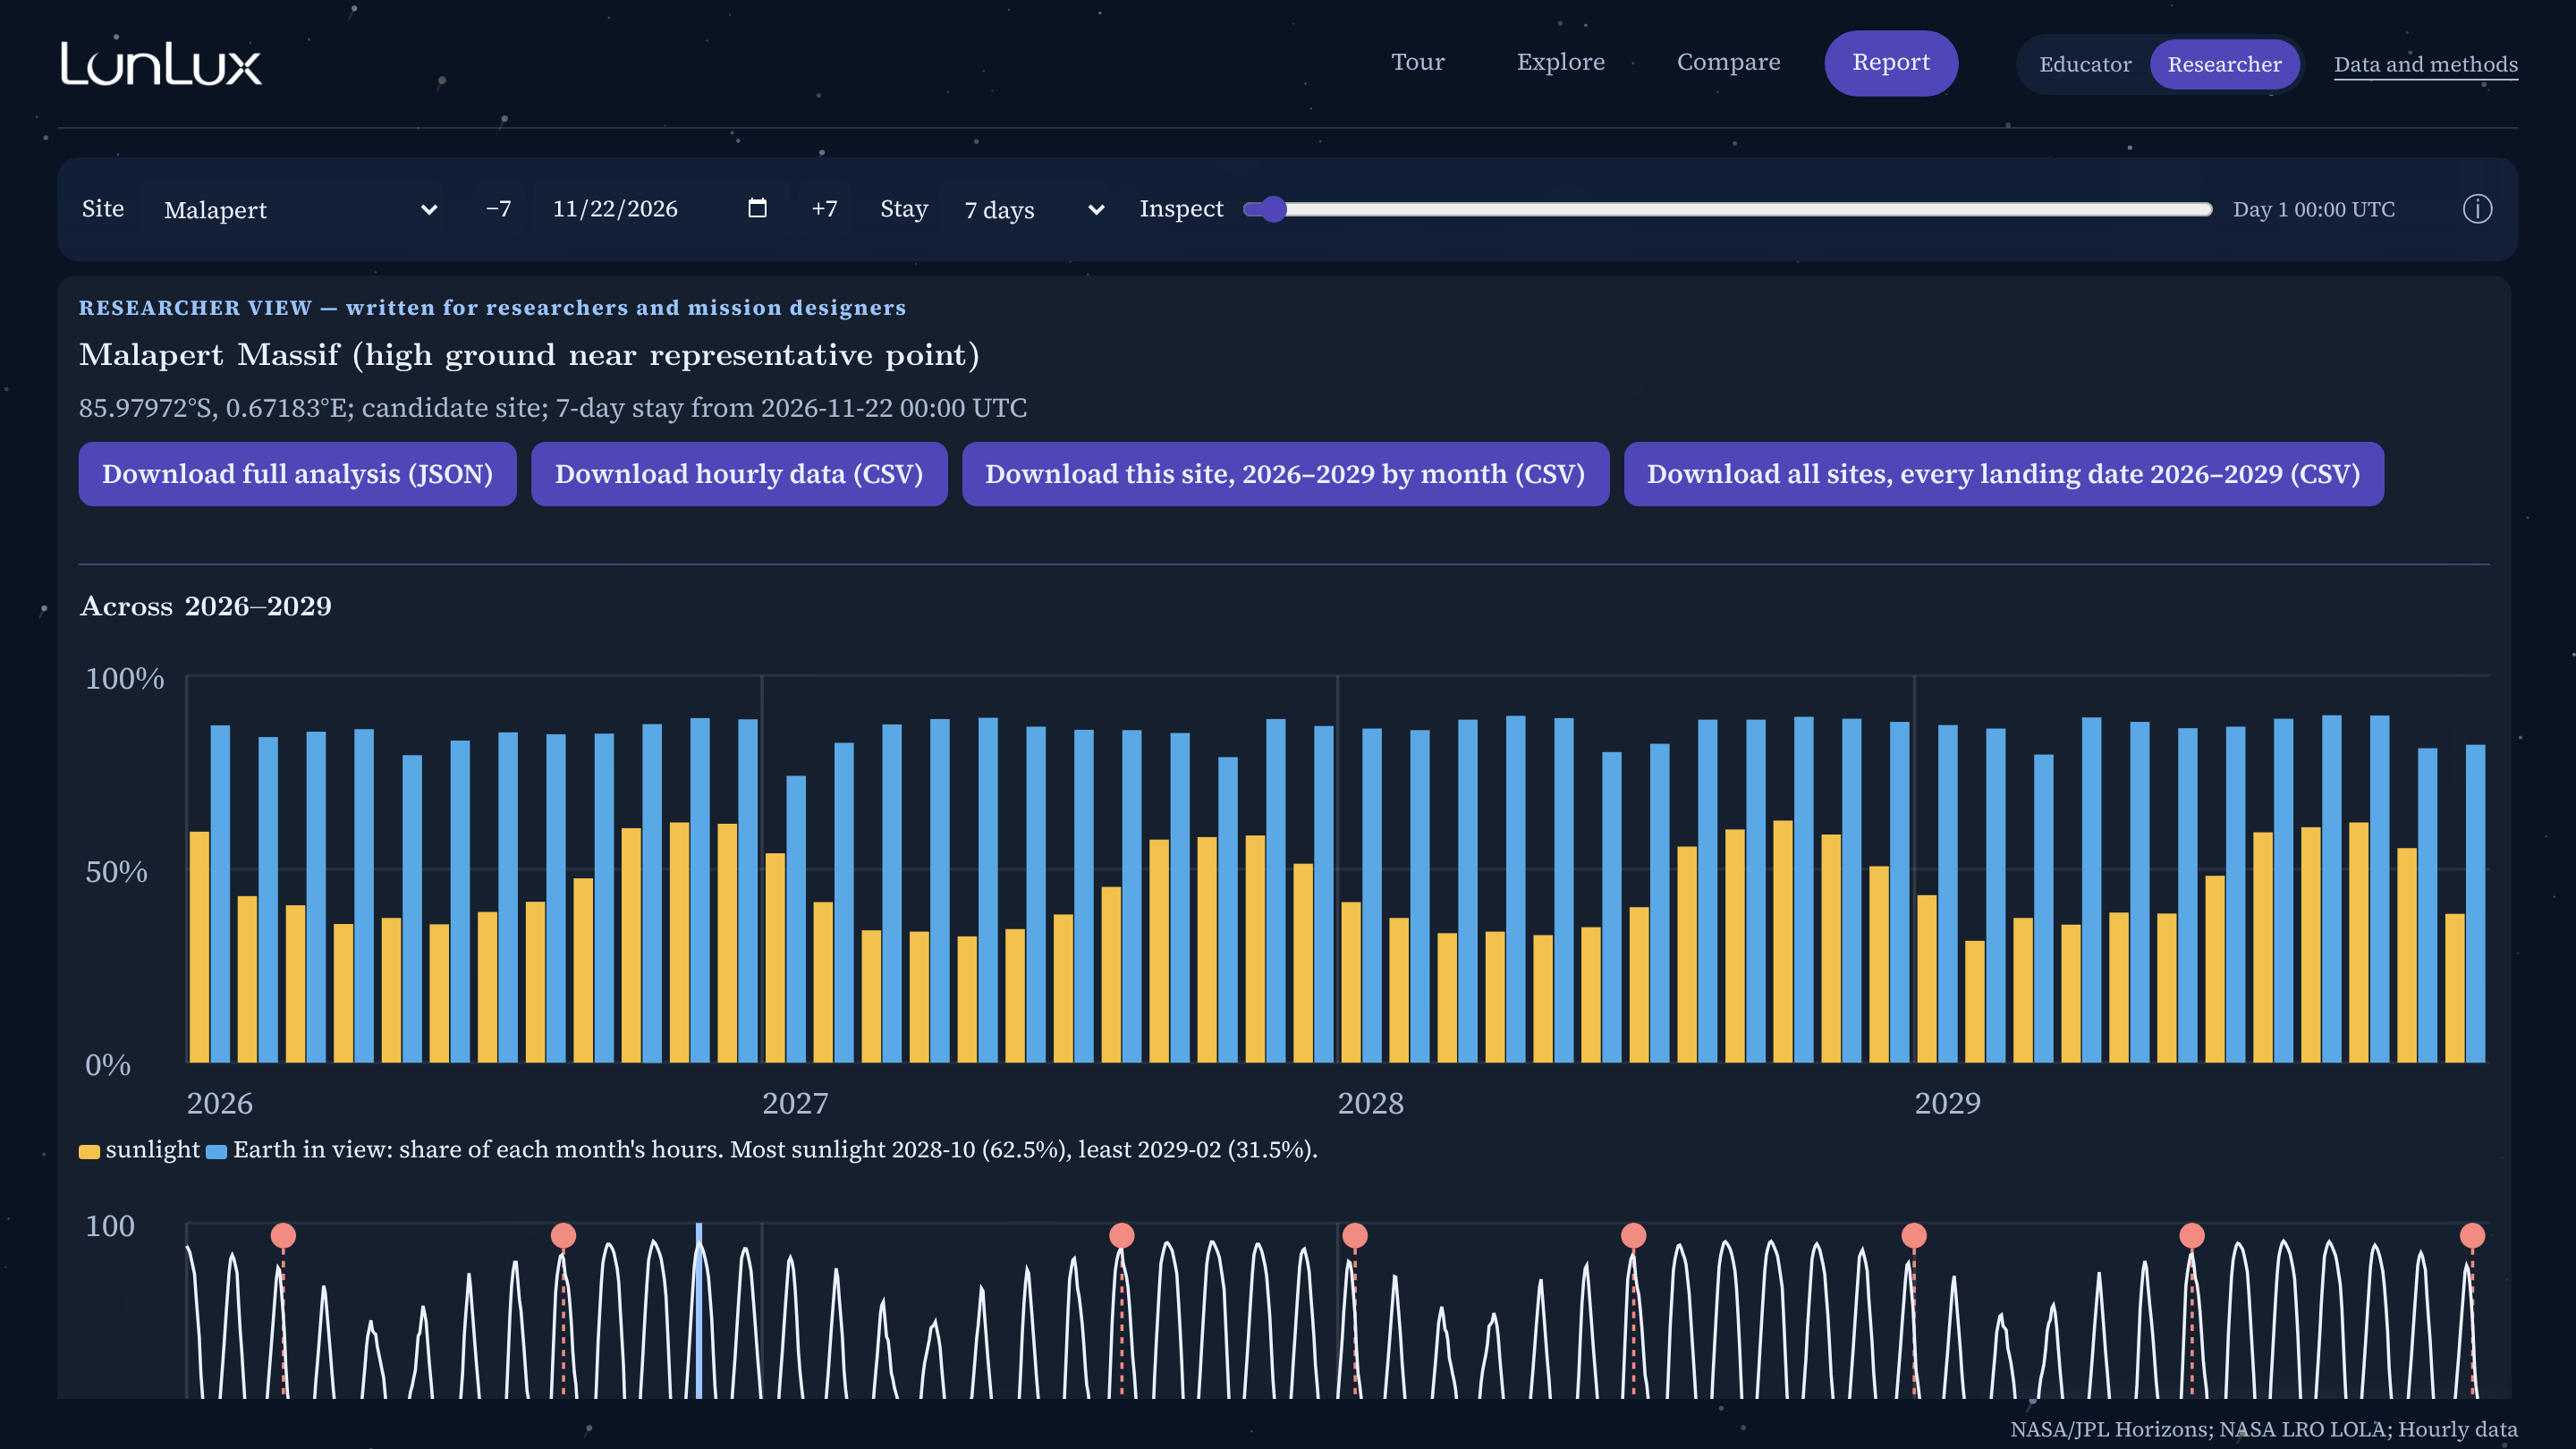 LunLux
Tour Explore Compare Report Educator Researcher Data and methods
Site Malapert −7 11/22/2026 +7 Stay 7 days Inspect Day 1 00:00 UTC
RESEARCHER VIEW — written for researchers and mission designers
Malapert Massif (high ground near representative point)
85.97972°S, 0.67183°E; candidate site; 7-day stay from 2026-11-22 00:00 UTC
Download full analysis (JSON) Download hourly data (CSV) Download this site, 2026–2029 by month (CSV) Download all sites, every landing date 2026–2029 (CSV)
Across 2026–2029
100%
50%
0%
2026 2027 2028 2029
sunlight Earth in view: share of each month's hours. Most sunlight 2028-10 (62.5%), least 2029-02 (31.5%).
100
NASA/JPL Horizons; NASA LRO LOLA; Hourly data